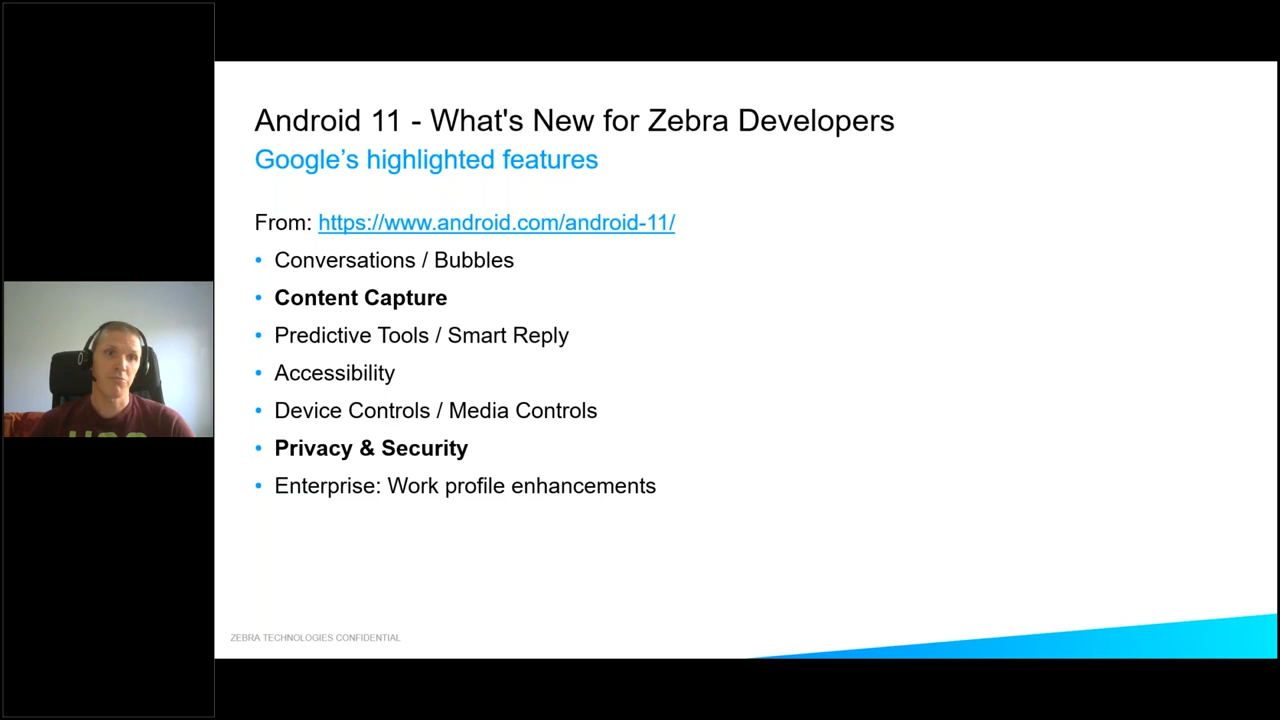 Android 11 - What's New for Zebra Developers
Google’s highlighted features
From: https://www.android.com/android-11/
• Conversations / Bubbles
• Content Capture
• Predictive Tools / Smart Reply
• Accessibility
• Device Controls / Media Controls
• Privacy & Security
• Enterprise: Work profile enhancements
ZEBRA TECHNOLOGIES CONFIDENTIAL